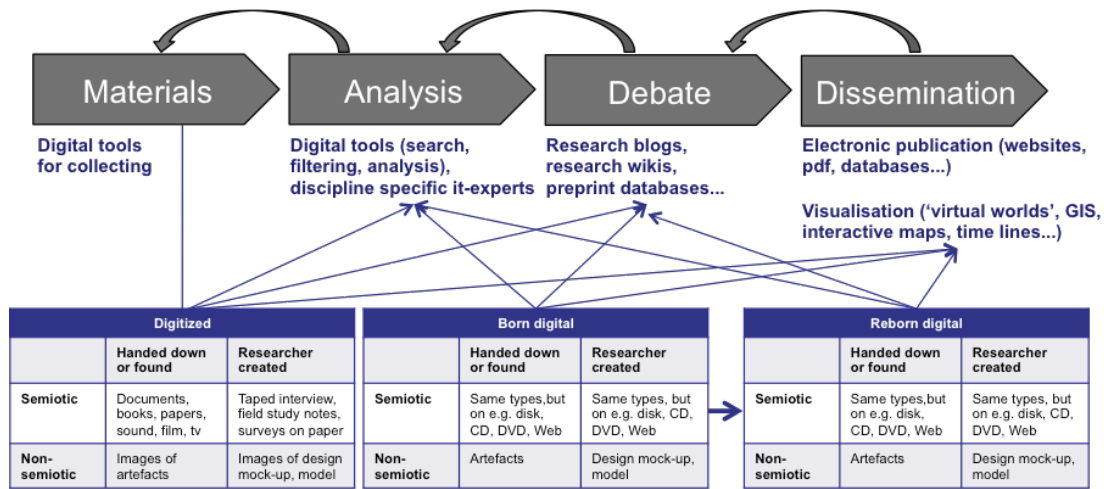 Materials
Analysis
Debate
Dissemination
Digital tools
for collecting
Digital tools (search,
filtering, analysis),
discipline specific it-experts
Research blogs,
research wikis,
preprint databases...
Electronic publication (websites,
pdf, databases...)
Visualisation (‘virtual worlds’, GIS,
interactive maps, time lines...)
Digitized
Handed down
or found
Researcher
created
Semiotic
Documents,
books, papers,
sound, film, tv
Taped interview,
field study notes,
surveys on paper
Non-
semiotic
Images of
artefacts
Images of design
mock-up, model
Born digital
Handed down
or found
Researcher
created
Semiotic
Same types,but
on e.g. disk,
CD, DVD, Web
Same types, but
on e.g. disk, CD,
DVD, Web
Non-
semiotic
Artefacts
Design mock-up,
model
Reborn digital
Handed down
or found
Researcher
created
Semiotic
Same types,but
on e.g. disk,
CD, DVD, Web
Same types, but
on e.g. disk, CD,
DVD, Web
Non-
semiotic
Artefacts
Design mock-up,
model